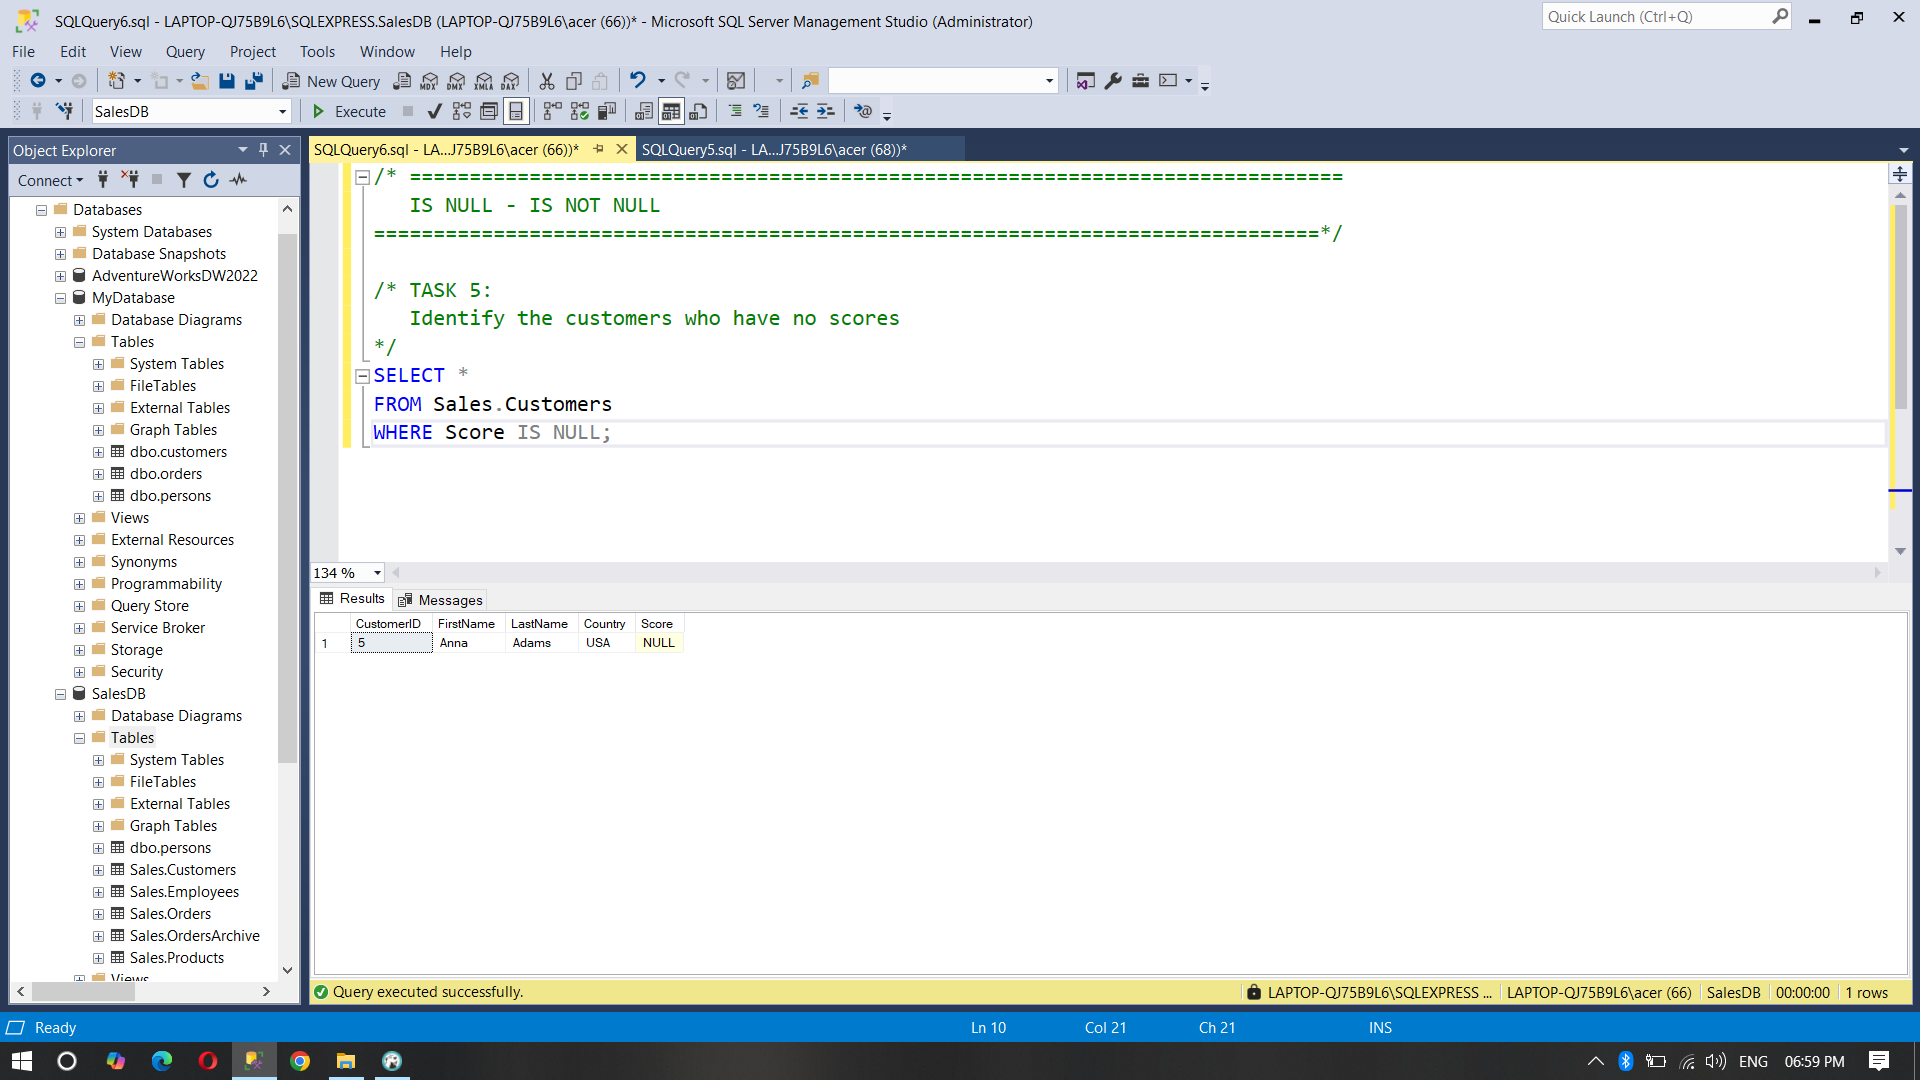 SQLQuery6.sql - LAPTOP-QJ75B9L6\SQLEXPRESS.SalesDB (LAPTOP-QJ75B9L6\acer (66))* - Microsoft SQL Server Management Studio (Administrator)
Quick Launch (Ctrl+Q)
File Edit View Query Project Tools Window Help
New Query
MDX DMX XMLA DAX
SalesDB
Execute
Object Explorer
SQLQuery6.sql - LA...J75B9L6\acer (66))*
SQLQuery5.sql - LA...J75B9L6\acer (68))*
Connect
Databases
System Databases
Database Snapshots
AdventureWorksDW2022
MyDatabase
Database Diagrams
Tables
System Tables
FileTables
External Tables
Graph Tables
dbo.customers
dbo.orders
dbo.persons
Views
External Resources
Synonyms
Programmability
Query Store
Service Broker
Storage
Security
SalesDB
Database Diagrams
Tables
System Tables
FileTables
External Tables
Graph Tables
dbo.persons
Sales.Customers
Sales.Employees
Sales.Orders
Sales.OrdersArchive
Sales.Products
Views
/* ==============================================================================
IS NULL - IS NOT NULL
===============================================================================*/
/* TASK 5:
Identify the customers who have no scores
*/
SELECT *
FROM Sales.Customers
WHERE Score IS NULL;
134 %
Results Messages
CustomerID FirstName LastName Country Score
1 5 Anna Adams USA NULL
Query executed successfully.
LAPTOP-QJ75B9L6\SQLEXPRESS ... LAPTOP-QJ75B9L6\acer (66) SalesDB 00:00:00 1 rows
Ready Ln 10 Col 21 Ch 21 INS
ENG 06:59 PM